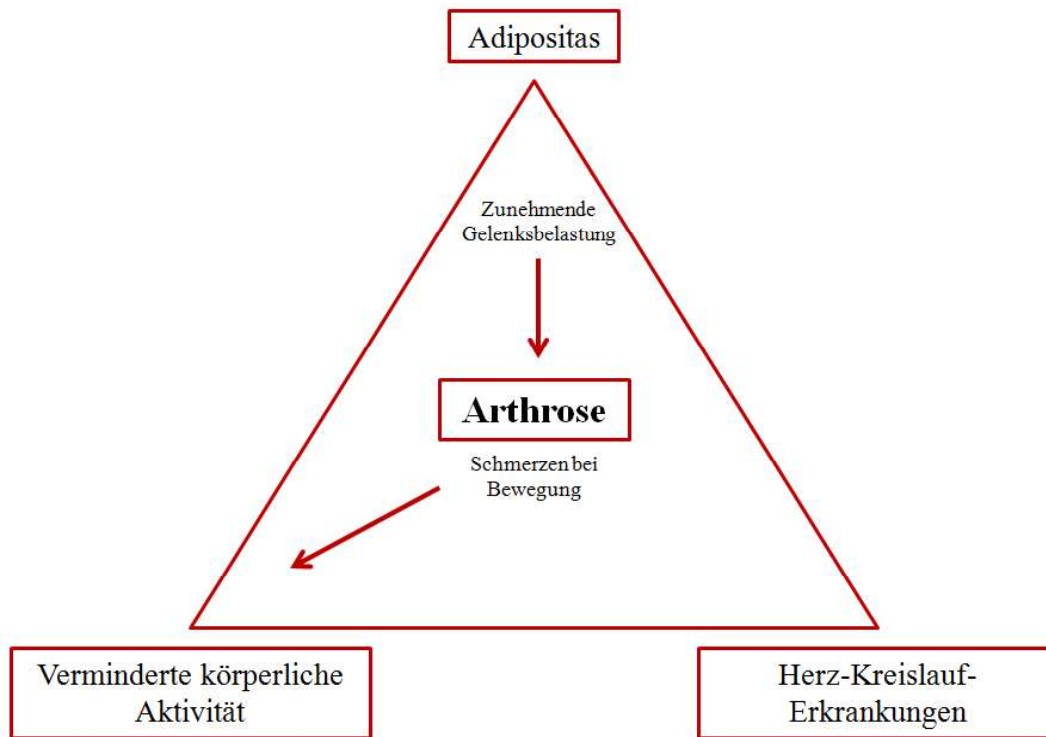 Adipositas
Zunehmende
Gelenksbelastung
Arthrose
Schmerzen bei
Bewegung
Verminderte körperliche
Aktivität
Herz-Kreislauf-
Erkrankungen